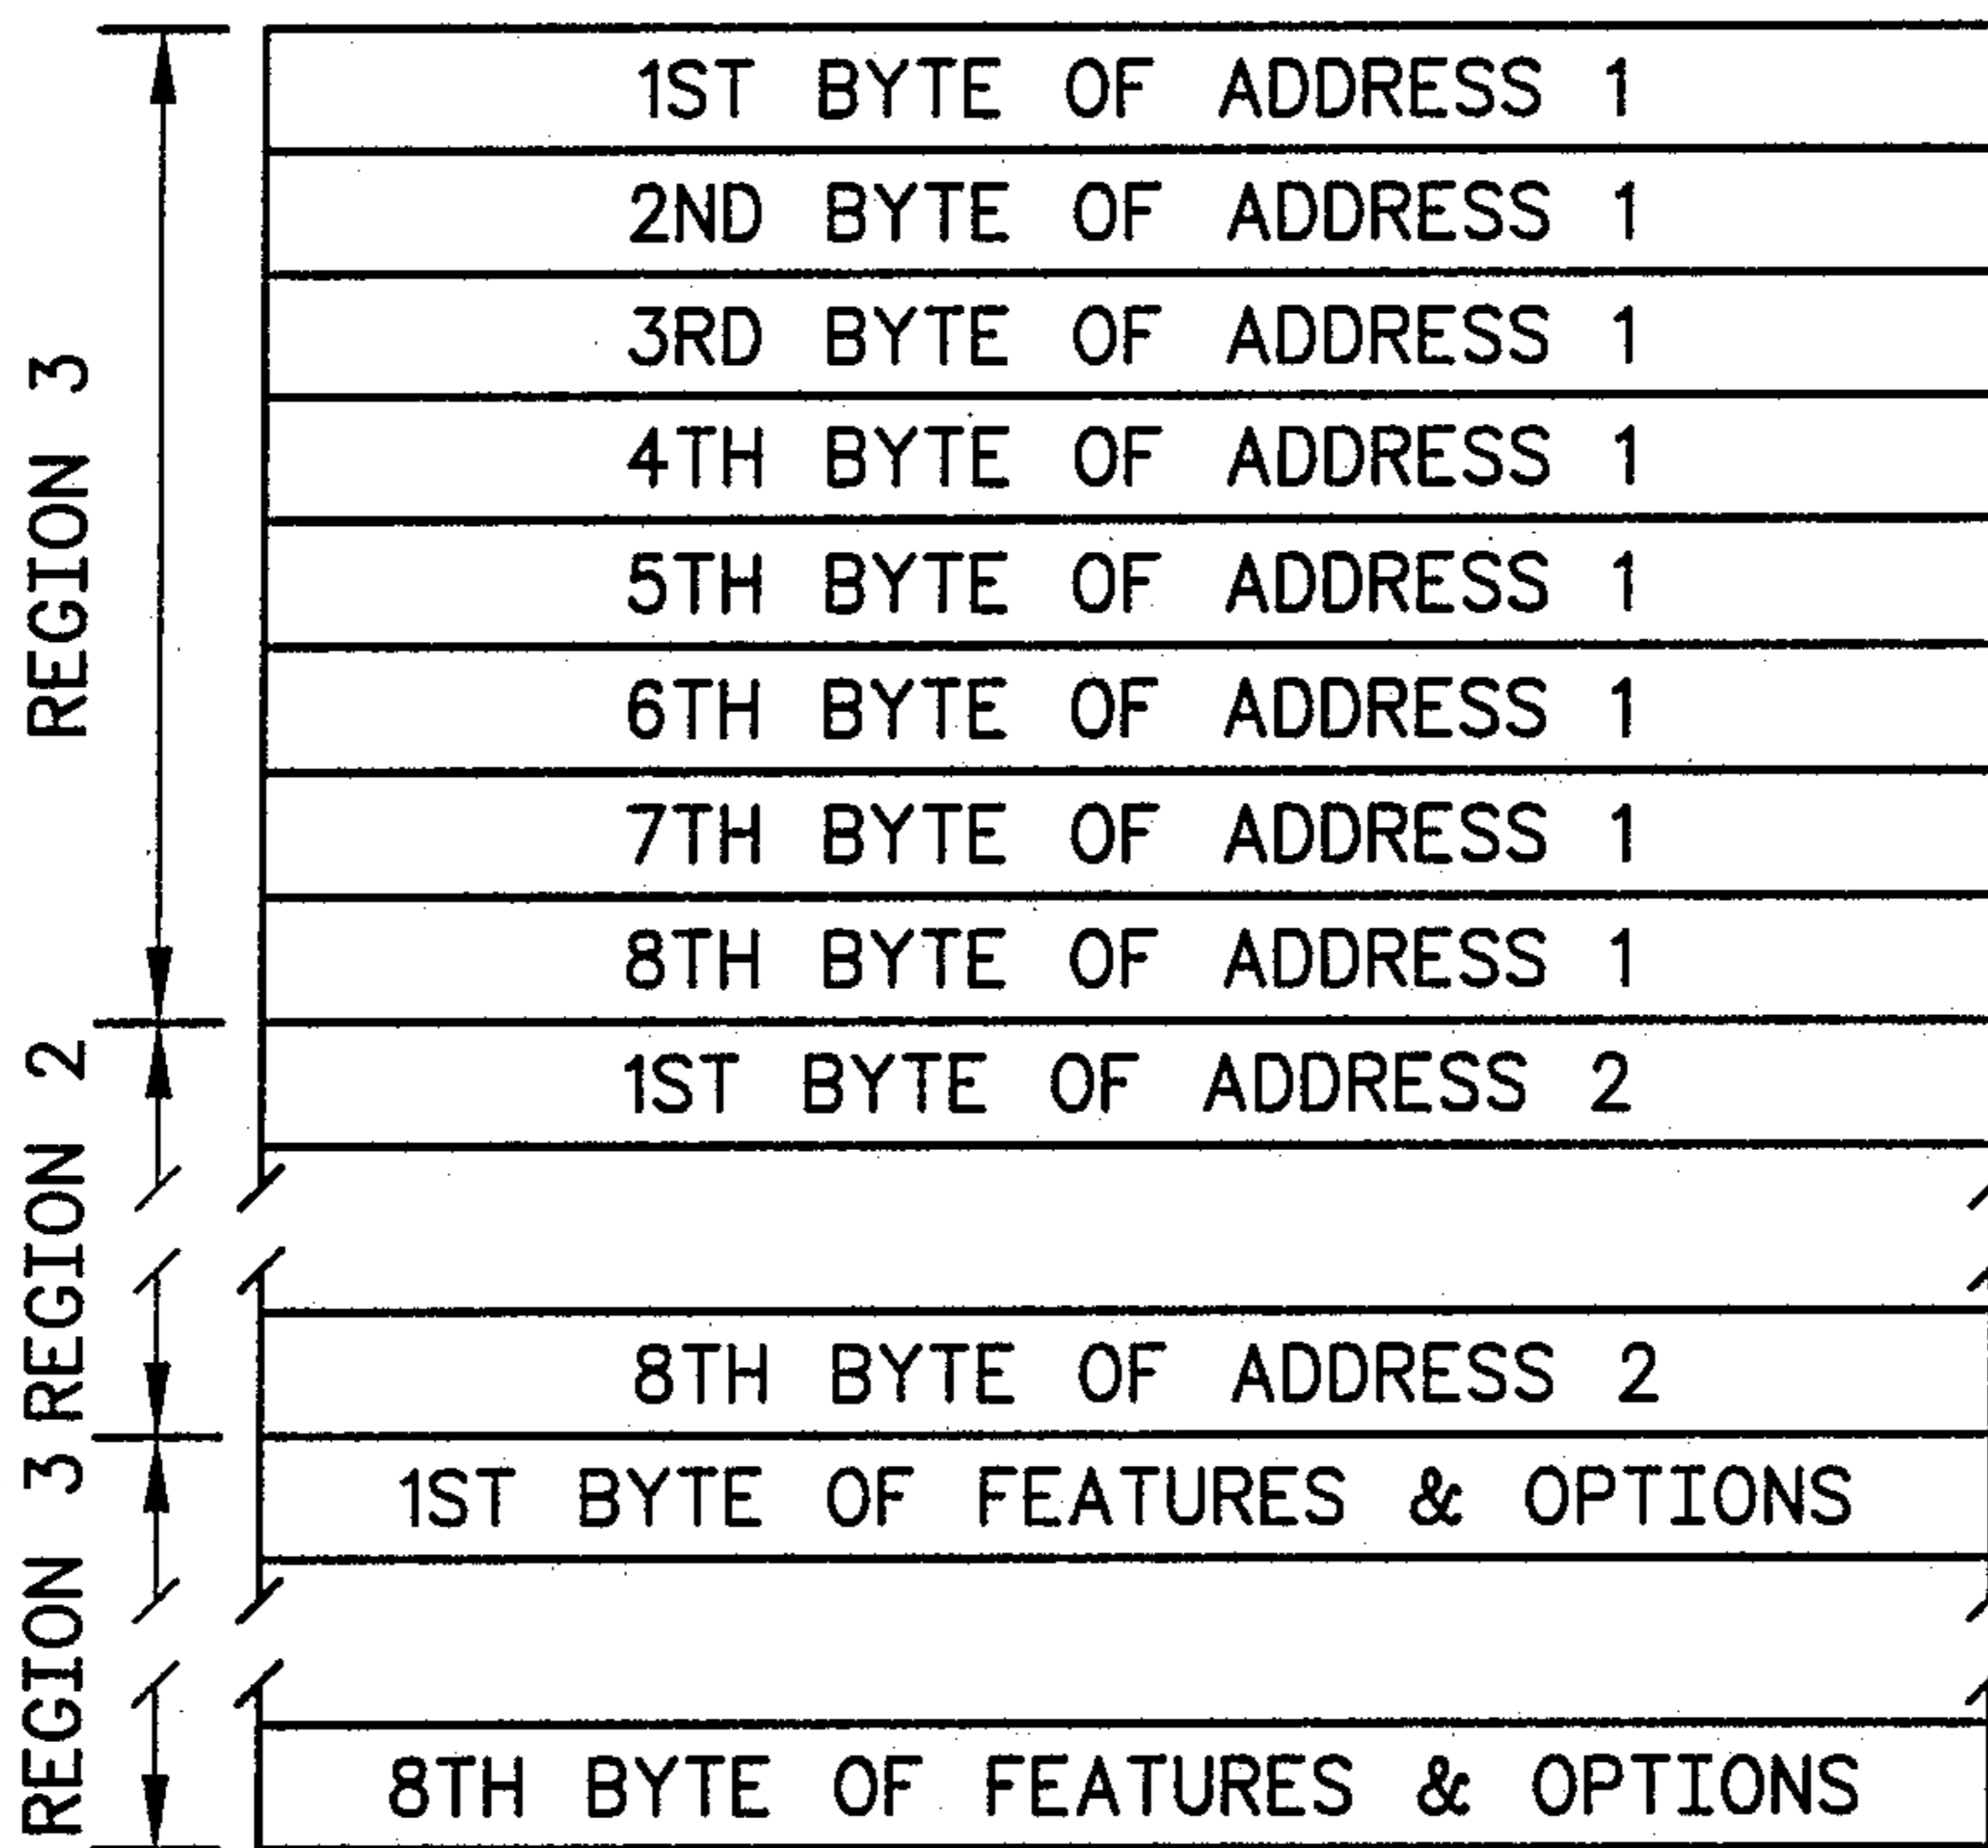 REGION 3
1ST BYTE OF ADDRESS 1
2ND BYTE OF ADDRESS 1
3RD BYTE OF ADDRESS 1
4TH BYTE OF ADDRESS 1
5TH BYTE OF ADDRESS 1
6TH BYTE OF ADDRESS 1
7TH BYTE OF ADDRESS 1
8TH BYTE OF ADDRESS 1
REGION 2
1ST BYTE OF ADDRESS 2
8TH BYTE OF ADDRESS 2
REGION 3
1ST BYTE OF FEATURES & OPTIONS
8TH BYTE OF FEATURES & OPTIONS